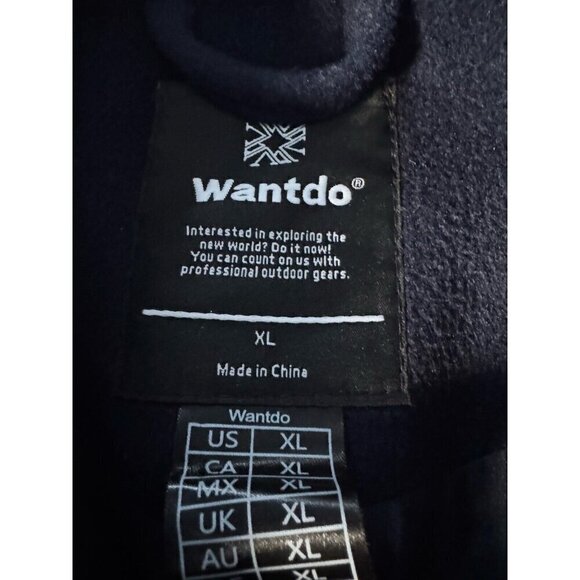 Wantdo®
Interested in exploring the
new world? Do it now!
You can count on us with
professional outdoor gears.
XL
Made in China
Wantdo
US XL
CA XL
MX XL
UK XL
AU XL
XL